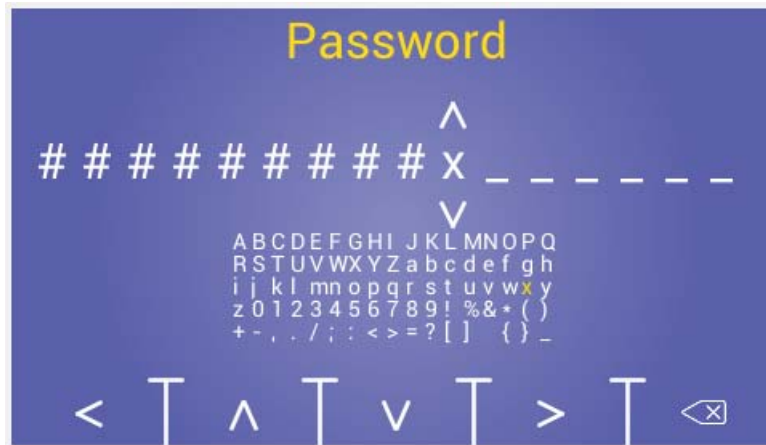 Password
˄
# # # # # # # # # x _ _ _ _ _ _
˅
A B C D E F G H I J K L M N O P Q
R S T U V W X Y Z a b c d e f g h
i j k l m n o p q r s t u v w x y
z 0 1 2 3 4 5 6 7 8 9 ! % & * ( )
+ - , . / ; : < > = ? [ ] { } _
< ˄ ˅ >